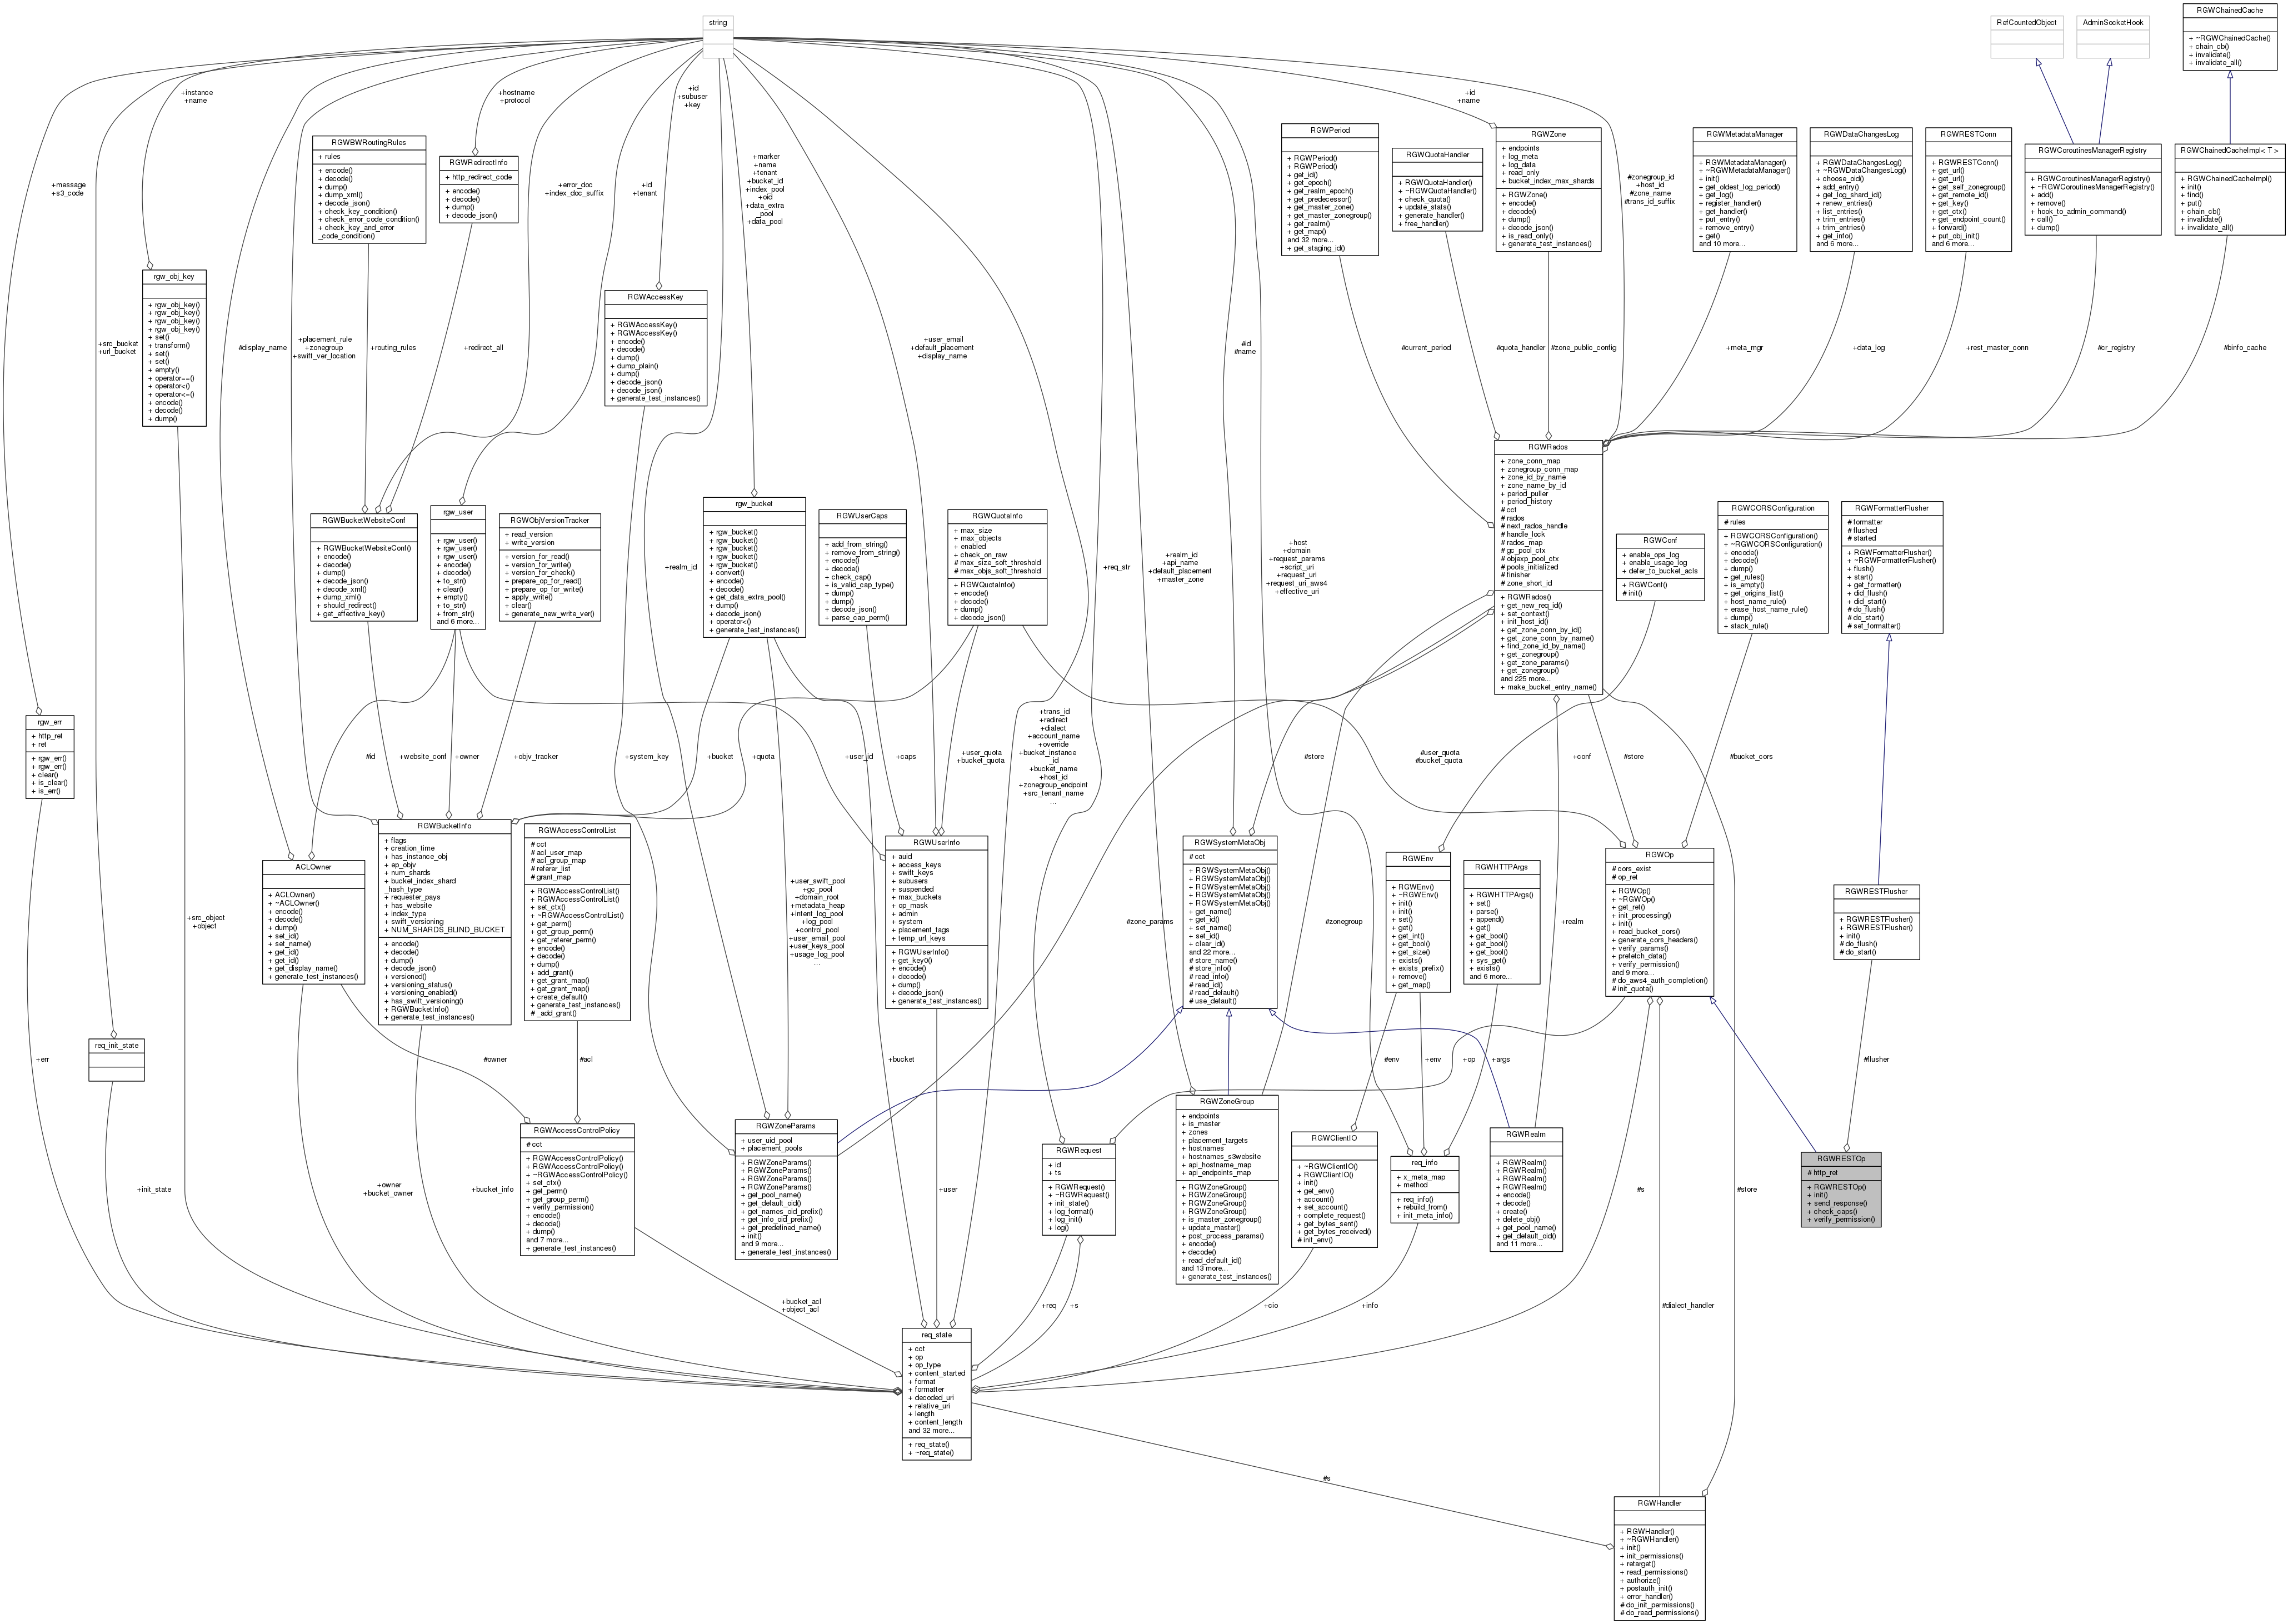 string
RefCountedObject
AdminSocketHook
RGWChainedCache
+ ~RGWChainedCache()
+ chain_cb()
+ invalidate()
+ invalidate_all()
+message
+s3_code
+src_bucket
+url_bucket
+instance
+name
#display_name
+placement_rule
+zonegroup
+swift_ver_location
+hostname
+protocol
+error_doc
+index_doc_suffix
+id
+tenant
+id
+subuser
+key
+realm_id
+marker
+name
+tenant
+bucket_id
+index_pool
+oid
+data_extra
_pool
+data_pool
+user_email
+default_placement
+display_name
+req_str
+realm_id
+api_name
+default_placement
+master_zone
#id
#name
+host
+domain
+request_params
+script_uri
+request_uri
+request_uri_aws4
+effective_uri
+id
+name
#zonegroup_id
+host_id
#zone_name
#trans_id_suffix
RGWBWRoutingRules
+ rules
+ encode()
+ decode()
+ dump()
+ dump_xml()
+ decode_json()
+ check_key_condition()
+ check_error_code_condition()
+ check_key_and_error
_code_condition()
RGWRedirectInfo
+ http_redirect_code
+ encode()
+ decode()
+ dump()
+ decode_json()
rgw_obj_key
+ rgw_obj_key()
+ rgw_obj_key()
+ rgw_obj_key()
+ rgw_obj_key()
+ set()
+ transform()
+ set()
+ set()
+ empty()
+ operator==()
+ operator<()
+ operator<=()
+ encode()
+ decode()
+ dump()
RGWAccessKey
+ RGWAccessKey()
+ RGWAccessKey()
+ encode()
+ decode()
+ dump()
+ dump_plain()
+ dump()
+ decode_json()
+ decode_json()
+ generate_test_instances()
RGWPeriod
+ RGWPeriod()
+ RGWPeriod()
+ get_id()
+ get_epoch()
+ get_realm_epoch()
+ get_predecessor()
+ get_master_zone()
+ get_master_zonegroup()
+ get_realm()
+ get_map()
and 32 more...
+ get_staging_id()
RGWQuotaHandler
+ RGWQuotaHandler()
+ ~RGWQuotaHandler()
+ check_quota()
+ update_stats()
+ generate_handler()
+ free_handler()
RGWZone
+ endpoints
+ log_meta
+ log_data
+ read_only
+ bucket_index_max_shards
+ RGWZone()
+ encode()
+ decode()
+ dump()
+ decode_json()
+ is_read_only()
+ generate_test_instances()
RGWMetadataManager
+ RGWMetadataManager()
+ ~RGWMetadataManager()
+ init()
+ get_oldest_log_period()
+ get_log()
+ register_handler()
+ get_handler()
+ put_entry()
+ remove_entry()
+ get()
and 10 more...
RGWDataChangesLog
+ RGWDataChangesLog()
+ ~RGWDataChangesLog()
+ choose_oid()
+ add_entry()
+ get_log_shard_id()
+ renew_entries()
+ list_entries()
+ trim_entries()
+ trim_entries()
+ get_info()
and 6 more...
RGWRESTConn
+ RGWRESTConn()
+ get_url()
+ get_url()
+ get_self_zonegroup()
+ get_remote_id()
+ get_key()
+ get_ctx()
+ get_endpoint_count()
+ forward()
+ put_obj_init()
and 6 more...
RGWCoroutinesManagerRegistry
+ RGWCoroutinesManagerRegistry()
+ ~RGWCoroutinesManagerRegistry()
+ add()
+ remove()
+ hook_to_admin_command()
+ call()
+ dump()
RGWChainedCacheImpl< T >
+ RGWChainedCacheImpl()
+ init()
+ find()
+ put()
+ chain_cb()
+ invalidate()
+ invalidate_all()
+routing_rules
+redirect_all
#current_period
#quota_handler
#zone_public_config
+meta_mgr
+data_log
+rest_master_conn
#cr_registry
#binfo_cache
RGWBucketWebsiteConf
+ RGWBucketWebsiteConf()
+ encode()
+ decode()
+ dump()
+ decode_json()
+ decode_xml()
+ dump_xml()
+ should_redirect()
+ get_effective_key()
rgw_user
+ rgw_user()
+ rgw_user()
+ rgw_user()
+ encode()
+ decode()
+ to_str()
+ clear()
+ empty()
+ to_str()
+ from_str()
and 6 more...
RGWObjVersionTracker
+ read_version
+ write_version
+ version_for_read()
+ version_for_write()
+ version_for_check()
+ prepare_op_for_read()
+ prepare_op_for_write()
+ apply_write()
+ clear()
+ generate_new_write_ver()
rgw_bucket
+ rgw_bucket()
+ rgw_bucket()
+ rgw_bucket()
+ rgw_bucket()
+ rgw_bucket()
+ convert()
+ encode()
+ decode()
+ get_data_extra_pool()
+ dump()
+ decode_json()
+ operator<()
+ generate_test_instances()
RGWUserCaps
+ add_from_string()
+ remove_from_string()
+ encode()
+ decode()
+ check_cap()
+ is_valid_cap_type()
+ dump()
+ dump()
+ decode_json()
+ parse_cap_perm()
RGWQuotaInfo
+ max_size
+ max_objects
+ enabled
+ check_on_raw
# max_size_soft_threshold
# max_objs_soft_threshold
+ RGWQuotaInfo()
+ encode()
+ decode()
+ dump()
+ decode_json()
RGWRados
+ zone_conn_map
+ zonegroup_conn_map
+ zone_id_by_name
+ zone_name_by_id
+ period_puller
+ period_history
# cct
# rados
# next_rados_handle
# handle_lock
# rados_map
# gc_pool_ctx
# objexp_pool_ctx
# pools_initialized
# finisher
# zone_short_id
+ RGWRados()
+ get_new_req_id()
+ set_context()
+ init_host_id()
+ get_zone_conn_by_id()
+ get_zone_conn_by_name()
+ find_zone_id_by_name()
+ get_zonegroup()
+ get_zone_params()
+ get_zonegroup()
and 225 more...
+ make_bucket_entry_name()
RGWConf
+ enable_ops_log
+ enable_usage_log
+ defer_to_bucket_acls
+ RGWConf()
# init()
RGWCORSConfiguration
# rules
+ RGWCORSConfiguration()
+ ~RGWCORSConfiguration()
+ encode()
+ decode()
+ dump()
+ get_rules()
+ is_empty()
+ get_origins_list()
+ host_name_rule()
+ erase_host_name_rule()
+ dump()
+ stack_rule()
RGWFormatterFlusher
# formatter
# flushed
# started
+ RGWFormatterFlusher()
+ ~RGWFormatterFlusher()
+ flush()
+ start()
+ get_formatter()
+ did_flush()
+ did_start()
# do_flush()
# do_start()
# set_formatter()
rgw_err
+ http_ret
+ ret
+ rgw_err()
+ rgw_err()
+ clear()
+ is_clear()
+ is_err()
#id
+website_conf
+owner
+objv_tracker
+system_key
+bucket
+quota
+user_id
+caps
+user_quota
+bucket_quota
+trans_id
+redirect
+dialect
+account_name
+override
+bucket_instance
_id
+bucket_name
+host_id
+zonegroup_endpoint
+src_tenant_name
...
#store
#user_quota
#bucket_quota
+conf
#store
#bucket_cors
ACLOwner
+ ACLOwner()
+ ~ACLOwner()
+ encode()
+ decode()
+ dump()
+ set_id()
+ set_name()
+ get_id()
+ get_id()
+ get_display_name()
+ generate_test_instances()
RGWBucketInfo
+ flags
+ creation_time
+ has_instance_obj
+ ep_objv
+ num_shards
+ bucket_index_shard
_hash_type
+ requester_pays
+ has_website
+ index_type
+ swift_versioning
+ NUM_SHARDS_BLIND_BUCKET
+ encode()
+ decode()
+ dump()
+ decode_json()
+ versioned()
+ versioning_status()
+ versioning_enabled()
+ has_swift_versioning()
+ RGWBucketInfo()
+ generate_test_instances()
RGWAccessControlList
# cct
# acl_user_map
# acl_group_map
# referer_list
# grant_map
+ RGWAccessControlList()
+ RGWAccessControlList()
+ set_ctx()
+ ~RGWAccessControlList()
+ get_perm()
+ get_group_perm()
+ get_referer_perm()
+ encode()
+ decode()
+ dump()
+ add_grant()
+ get_grant_map()
+ get_grant_map()
+ create_default()
+ generate_test_instances()
# _add_grant()
+user_swift_pool
+gc_pool
+domain_root
+metadata_heap
+intent_log_pool
+log_pool
+control_pool
+user_email_pool
+user_keys_pool
+usage_log_pool
...
RGWUserInfo
+ auid
+ access_keys
+ swift_keys
+ subusers
+ suspended
+ max_buckets
+ op_mask
+ admin
+ system
+ placement_tags
+ temp_url_keys
+ RGWUserInfo()
+ get_key0()
+ encode()
+ decode()
+ dump()
+ decode_json()
+ generate_test_instances()
#zone_params
RGWSystemMetaObj
# cct
+ RGWSystemMetaObj()
+ RGWSystemMetaObj()
+ RGWSystemMetaObj()
+ RGWSystemMetaObj()
+ RGWSystemMetaObj()
+ get_name()
+ get_id()
+ set_name()
+ set_id()
+ clear_id()
and 22 more...
# store_name()
# store_info()
# read_info()
# read_id()
# read_default()
# use_default()
#zonegroup
RGWEnv
+ RGWEnv()
+ ~RGWEnv()
+ init()
+ init()
+ set()
+ get()
+ get_int()
+ get_bool()
+ get_size()
+ exists()
+ exists_prefix()
+ remove()
+ get_map()
RGWHTTPArgs
+ RGWHTTPArgs()
+ set()
+ parse()
+ append()
+ get()
+ get_bool()
+ get_bool()
+ get_bool()
+ sys_get()
+ exists()
and 6 more...
+realm
RGWOp
# cors_exist
# op_ret
+ RGWOp()
+ ~RGWOp()
+ get_ret()
+ init_processing()
+ init()
+ read_bucket_cors()
+ generate_cors_headers()
+ verify_params()
+ prefetch_data()
+ verify_permission()
and 9 more...
# do_aws4_auth_completion()
# init_quota()
RGWRESTFlusher
+ RGWRESTFlusher()
+ RGWRESTFlusher()
+ init()
# do_flush()
# do_start()
+src_object
+object
req_init_state
+err
#owner
#acl
+bucket
#env
+env
+op
+args
#flusher
RGWAccessControlPolicy
# cct
+ RGWAccessControlPolicy()
+ RGWAccessControlPolicy()
+ ~RGWAccessControlPolicy()
+ set_ctx()
+ get_perm()
+ get_group_perm()
+ verify_permission()
+ encode()
+ decode()
+ dump()
and 7 more...
+ generate_test_instances()
RGWZoneParams
+ user_uid_pool
+ placement_pools
+ RGWZoneParams()
+ RGWZoneParams()
+ RGWZoneParams()
+ RGWZoneParams()
+ get_pool_name()
+ get_default_oid()
+ get_names_oid_prefix()
+ get_info_oid_prefix()
+ get_predefined_name()
+ init()
and 9 more...
+ generate_test_instances()
RGWRequest
+ id
+ ts
+ RGWRequest()
+ ~RGWRequest()
+ init_state()
+ log_format()
+ log_init()
+ log()
RGWZoneGroup
+ endpoints
+ is_master
+ zones
+ placement_targets
+ hostnames
+ hostnames_s3website
+ api_hostname_map
+ api_endpoints_map
+ RGWZoneGroup()
+ RGWZoneGroup()
+ RGWZoneGroup()
+ RGWZoneGroup()
+ is_master_zonegroup()
+ update_master()
+ post_process_params()
+ encode()
+ decode()
+ read_default_id()
and 13 more...
+ generate_test_instances()
RGWClientIO
+ ~RGWClientIO()
+ RGWClientIO()
+ init()
+ get_env()
+ account()
+ set_account()
+ complete_request()
+ get_bytes_sent()
+ get_bytes_received()
# init_env()
req_info
+ x_meta_map
+ method
+ req_info()
+ rebuild_from()
+ init_meta_info()
RGWRealm
+ RGWRealm()
+ RGWRealm()
+ RGWRealm()
+ RGWRealm()
+ encode()
+ decode()
+ create()
+ delete_obj()
+ get_pool_name()
+ get_default_oid()
and 11 more...
RGWRESTOp
# http_ret
+ RGWRESTOp()
+ init()
+ send_response()
+ check_caps()
+ verify_permission()
+init_state
+owner
+bucket_owner
+bucket_info
+user
#s
#store
+bucket_acl
+object_acl
+req
+s
+cio
+info
#dialect_handler
req_state
+ cct
+ op
+ op_type
+ content_started
+ format
+ formatter
+ decoded_uri
+ relative_uri
+ length
+ content_length
and 32 more...
+ req_state()
+ ~req_state()
#s
RGWHandler
+ RGWHandler()
+ ~RGWHandler()
+ init()
+ init_permissions()
+ retarget()
+ read_permissions()
+ authorize()
+ postauth_init()
+ error_handler()
# do_init_permissions()
# do_read_permissions()